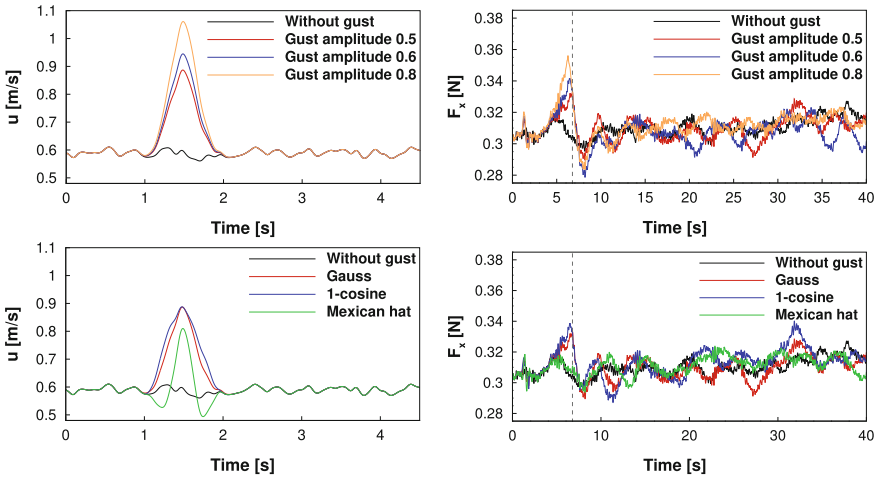 1.1
1
0.9
0.8
0.7
0.6
0.5
u [m/s]
0
1
2
3
4
Time [s]
Without gust
Gust amplitude 0.5
Gust amplitude 0.6
Gust amplitude 0.8
0.38
0.36
0.34
0.32
0.3
0.28
Fx [N]
0
5
10
15
20
25
30
35
40
Time [s]
Without gust
Gust amplitude 0.5
Gust amplitude 0.6
Gust amplitude 0.8
1.1
1
0.9
0.8
0.7
0.6
0.5
u [m/s]
0
1
2
3
4
Time [s]
Without gust
Gauss
1-cosine
Mexican hat
0.38
0.36
0.34
0.32
0.3
0.28
Fx [N]
0
10
20
30
40
Time [s]
Without gust
Gauss
1-cosine
Mexican hat